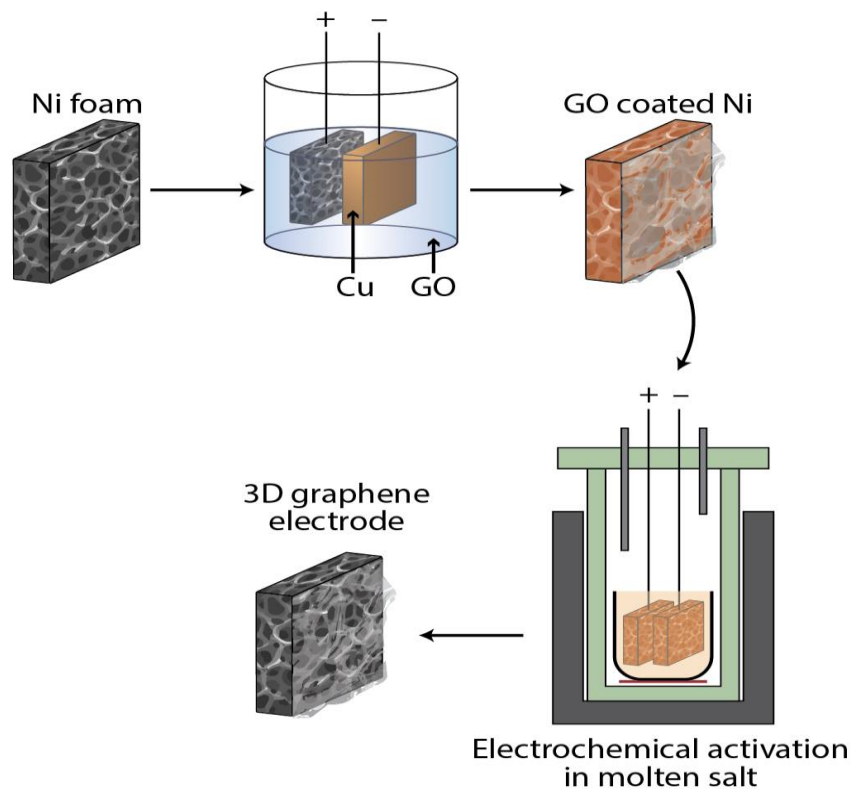 + −
Ni foam
GO coated Ni
Cu
GO
+ −
3D graphene
electrode
Electrochemical activation
in molten salt